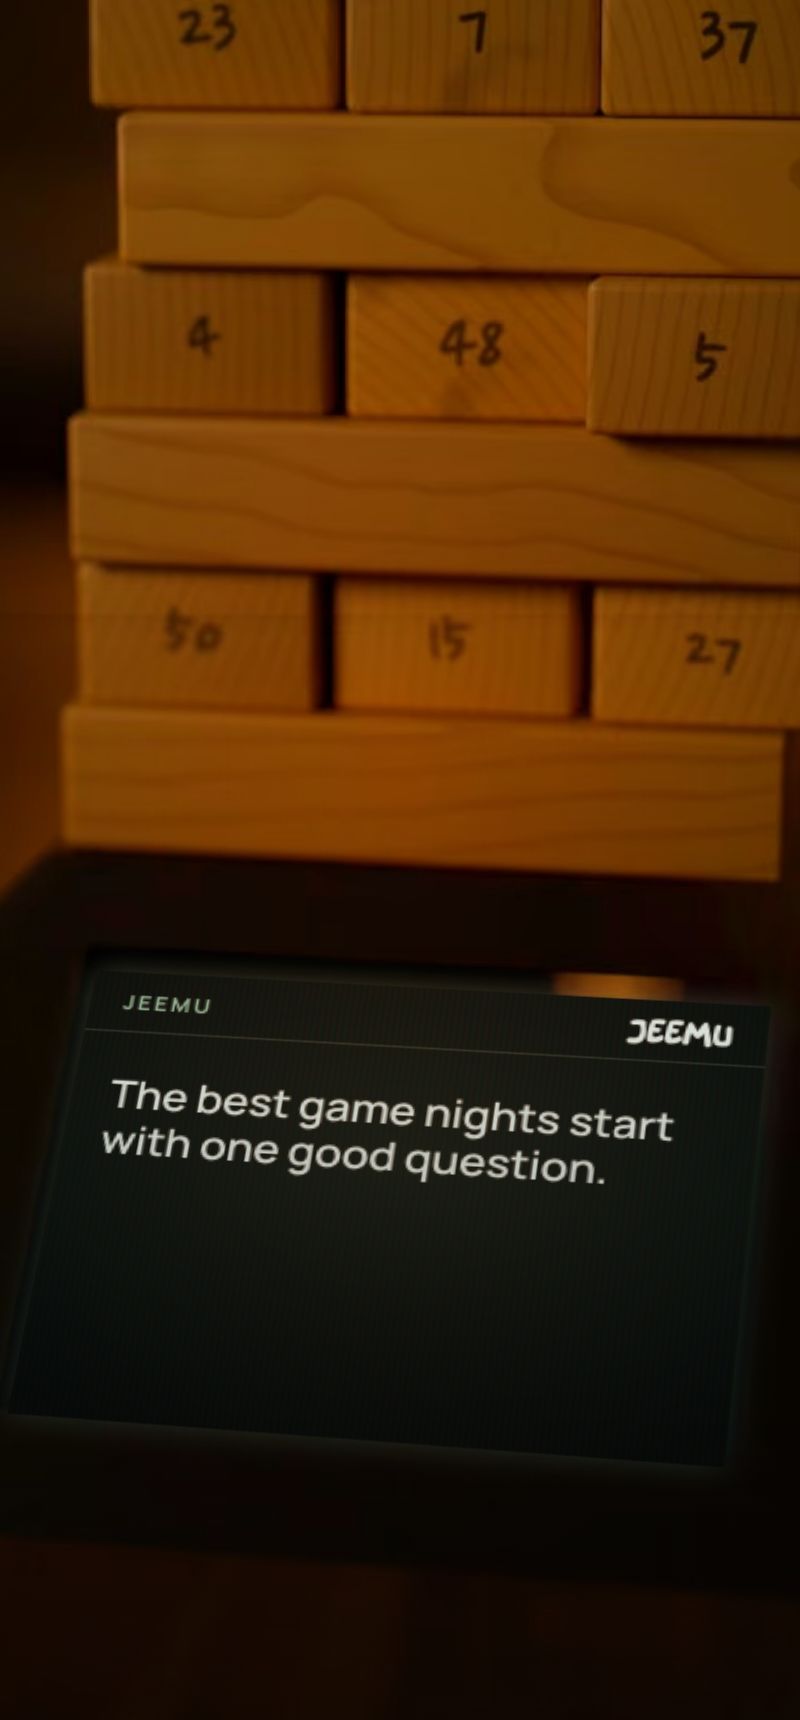 23 7 37
4 48 5
50 15 27
JEEMU
JEEMU
The best game nights start
with one good question.